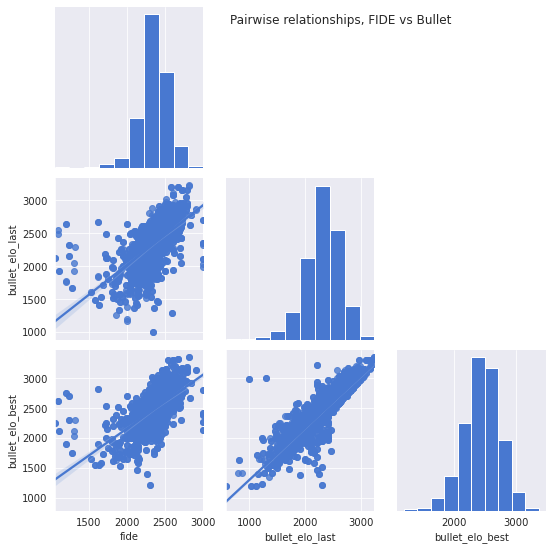 Pairwise relationships, FIDE vs Bullet
3000
2500
2000
1500
1000
bullet_elo_last
3000
2500
2000
1500
1000
bullet_elo_best
1500 2000 2500 3000
fide
1000 2000 3000
bullet_elo_last
2000 3000
bullet_elo_best